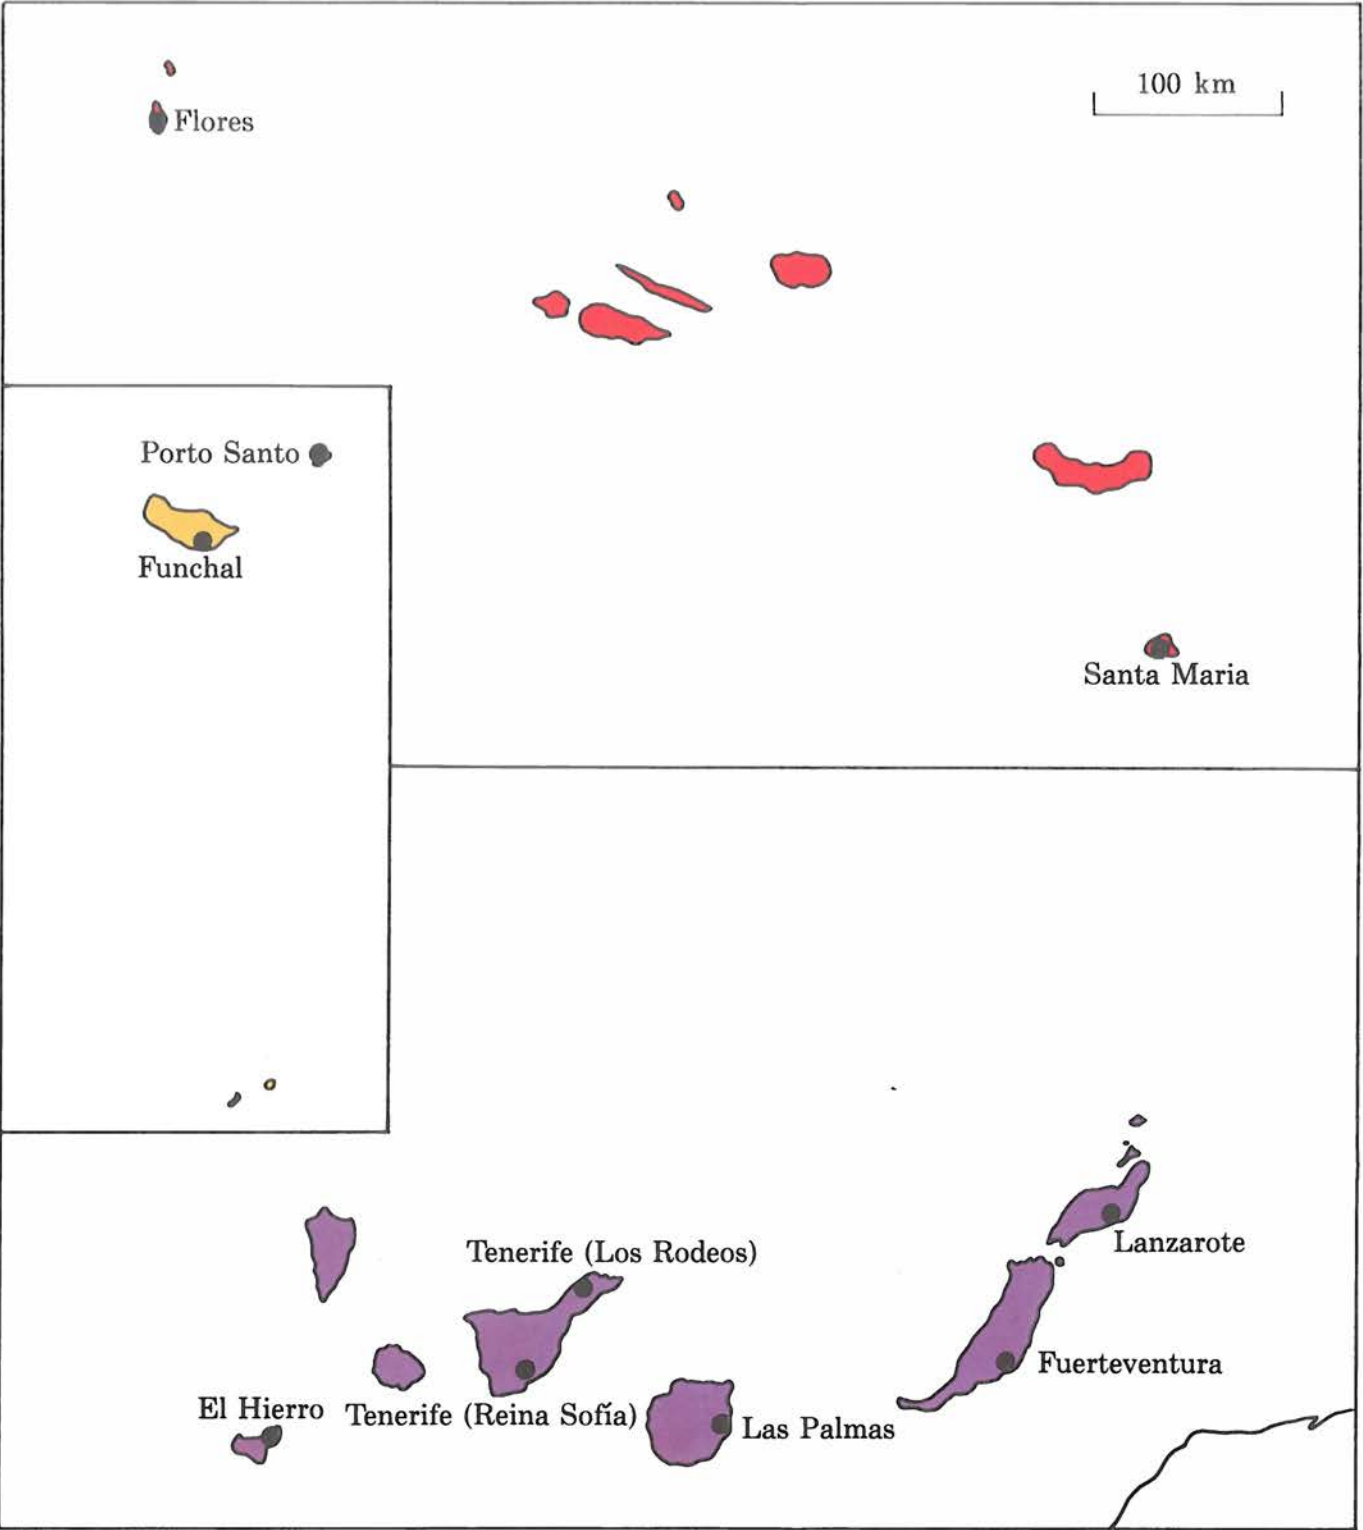 100 km
Flores
Porto Santo
Funchal
Santa Maria
Lanzarote
Tenerife (Los Rodeos)
Fuerteventura
El Hierro
Tenerife (Reina Sofía)
Las Palmas